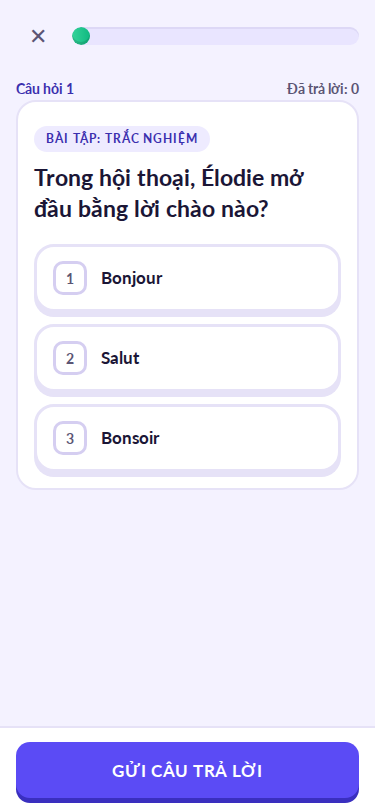 ✕
Câu hỏi 1
Đã trả lời: 0
BÀI TẬP: TRẮC NGHIỆM
Trong hội thoại, Élodie mở
đầu bằng lời chào nào?
1 Bonjour
2 Salut
3 Bonsoir
GỬI CÂU TRẢ LỜI